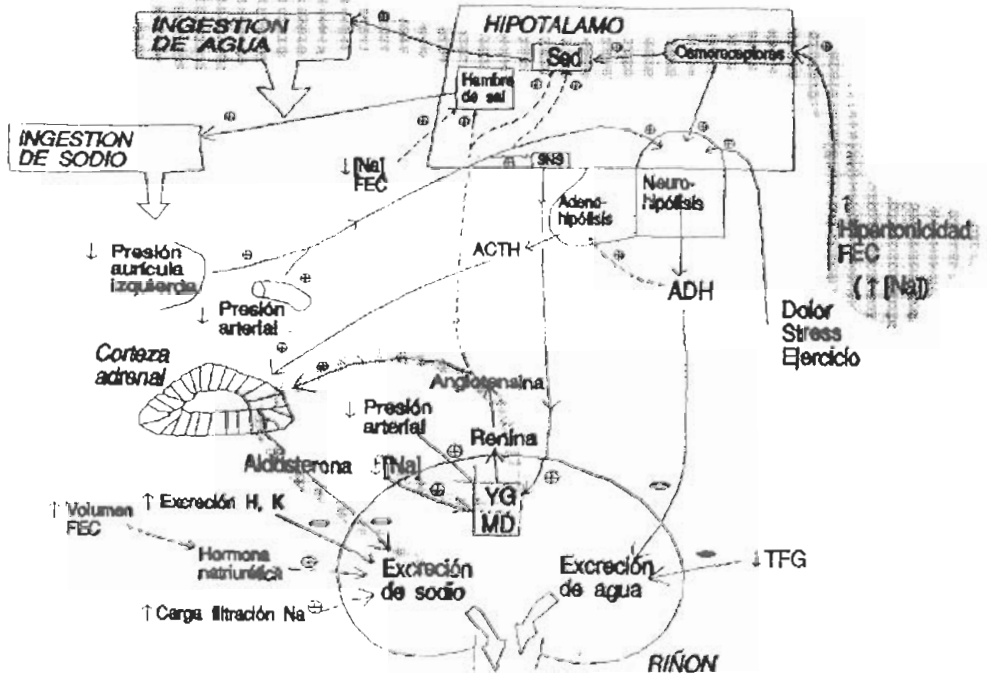 INGESTION
DE AGUA
HIPOTALAMO
Sed
Osmoreceptores
Hambre
de sal
INGESTION
DE SODIO
↓ [Na]
FEC
SNS
Adeno-
hipófisis
Neuro-
hipófisis
Hipertonicidad
FEC
( ↑ [Na])
↓ Presión
aurícula
izquierda
ACTH
ADH
↓ Presión
arterial
Dolor
Stress
Ejercicio
Corteza
adrenal
Angiotensina
↓ Presión
arterial
Renina
Aldosterona
↓ [Na]
YG
MD
↑ Volumen
FEC
↑ Excreción H, K
Hormona
natriurética
Excreción
de sodio
Excreción
de agua
↓ TFG
↑ Carga filtración Na
RIÑON